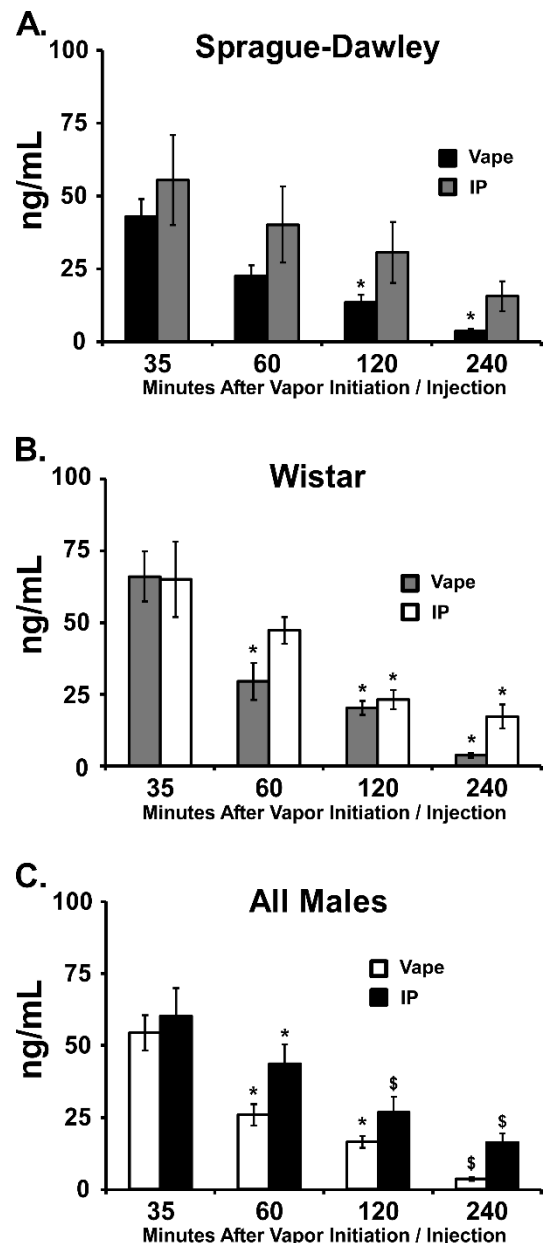 A.
Sprague-Dawley
100
75
50
25
0
ng/mL
Vape
IP
*
*
35 60 120 240
Minutes After Vapor Initiation / Injection
B.
Wistar
100
75
50
25
0
ng/mL
Vape
IP
*
* *
*
*
35 60 120 240
Minutes After Vapor Initiation / Injection
C.
All Males
100
75
50
25
0
ng/mL
Vape
IP
*
*
* $
$ $
35 60 120 240
Minutes After Vapor Initiation / Injection